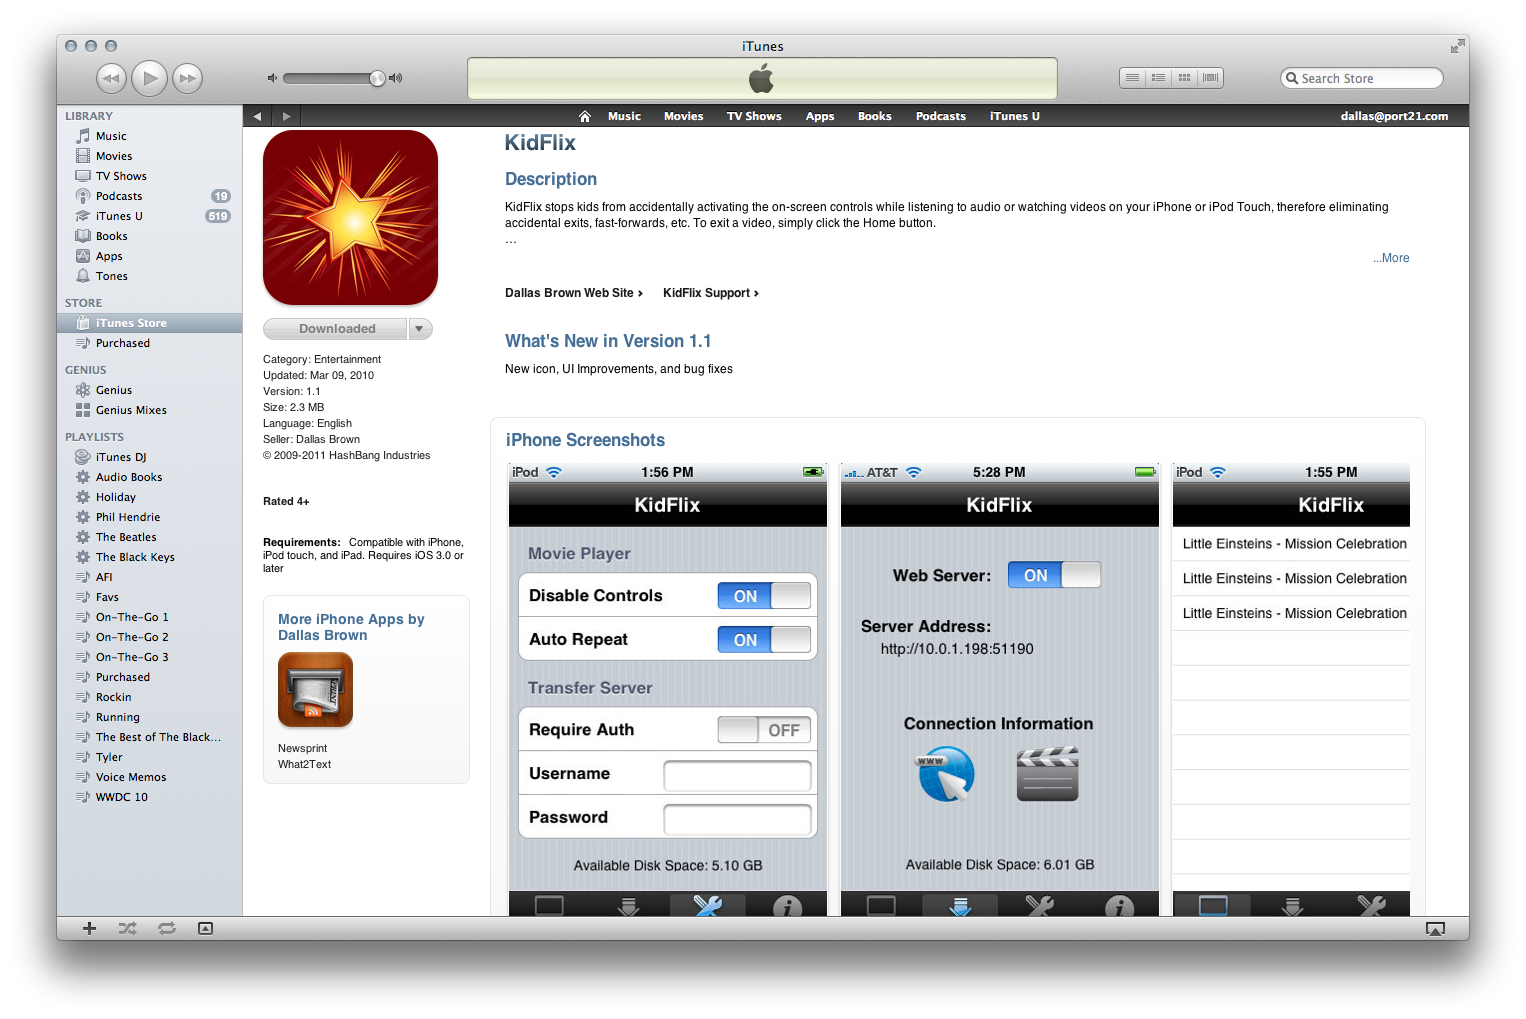 iTunes
Search Store
LIBRARY
Music
Movies
TV Shows
Podcasts 19
iTunes U 519
Books
Apps
Tones
STORE
iTunes Store
Purchased
GENIUS
Genius
Genius Mixes
PLAYLISTS
iTunes DJ
Audio Books
Holiday
Phil Hendrie
The Beatles
The Black Keys
AFI
Favs
On-The-Go 1
On-The-Go 2
On-The-Go 3
Purchased
Rockin
Running
The Best of The Black...
Tyler
Voice Memos
WWDC 10
Music Movies TV Shows Apps Books Podcasts iTunes U dallas@port21.com
Downloaded
Category: Entertainment
Updated: Mar 09, 2010
Version: 1.1
Size: 2.3 MB
Language: English
Seller: Dallas Brown
© 2009-2011 HashBang Industries
Rated 4+
Requirements: Compatible with iPhone,
iPod touch, and iPad. Requires iOS 3.0 or
later
More iPhone Apps by
Dallas Brown
Newsprint
What2Text
KidFlix
Description
KidFlix stops kids from accidentally activating the on-screen controls while listening to audio or watching videos on your iPhone or iPod Touch, therefore eliminating
accidental exits, fast-forwards, etc. To exit a video, simply click the Home button.
...
...More
Dallas Brown Web Site › KidFlix Support ›
What's New in Version 1.1
New icon, UI Improvements, and bug fixes
iPhone Screenshots
iPod 1:56 PM
KidFlix
Movie Player
Disable Controls ON
Auto Repeat ON
Transfer Server
Require Auth OFF
Username
Password
Available Disk Space: 5.10 GB
AT&T 5:28 PM
KidFlix
Web Server: ON
Server Address:
http://10.0.1.198:51190
Connection Information
WWW
Available Disk Space: 6.01 GB
iPod 1:55 PM
KidFlix
Little Einsteins - Mission Celebration
Little Einsteins - Mission Celebration
Little Einsteins - Mission Celebration